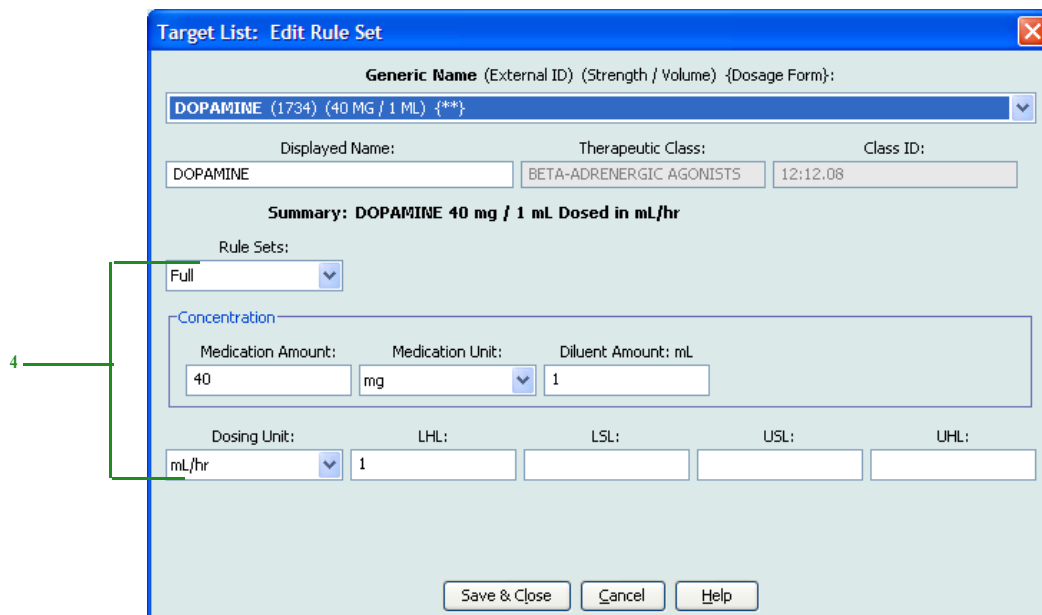 Target List: Edit Rule Set
Generic Name (External ID) (Strength / Volume) {Dosage Form}:
DOPAMINE (1734) (40 MG / 1 ML) {**}
Displayed Name: Therapeutic Class: Class ID:
DOPAMINE BETA-ADRENERGIC AGONISTS 12:12.08
Summary: DOPAMINE 40 mg / 1 mL Dosed in mL/hr
Rule Sets:
Full
Concentration
Medication Amount: Medication Unit: Diluent Amount: mL
4
40 mg 1
Dosing Unit: LHL: LSL: USL: UHL:
mL/hr 1
Save & Close Cancel Help